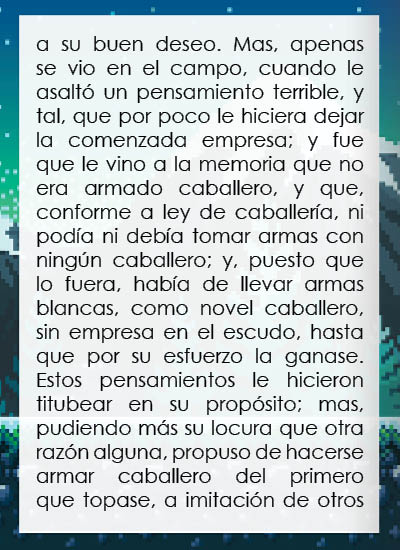 a su buen deseo. Mas, apenas
se vio en el campo, cuando le
asaltó un pensamiento terrible, y
tal, que por poco le hiciera dejar
la comenzada empresa; y fue
que le vino a la memoria que no
era armado caballero, y que,
conforme a ley de caballería, ni
podía ni debía tomar armas con
ningún caballero; y, puesto que
lo fuera, había de llevar armas
blancas, como novel caballero,
sin empresa en el escudo, hasta
que por su esfuerzo la ganase.
Estos pensamientos le hicieron
titubear en su propósito; mas,
pudiendo más su locura que otra
razón alguna, propuso de hacerse
armar caballero del primero
que topase, a imitación de otros